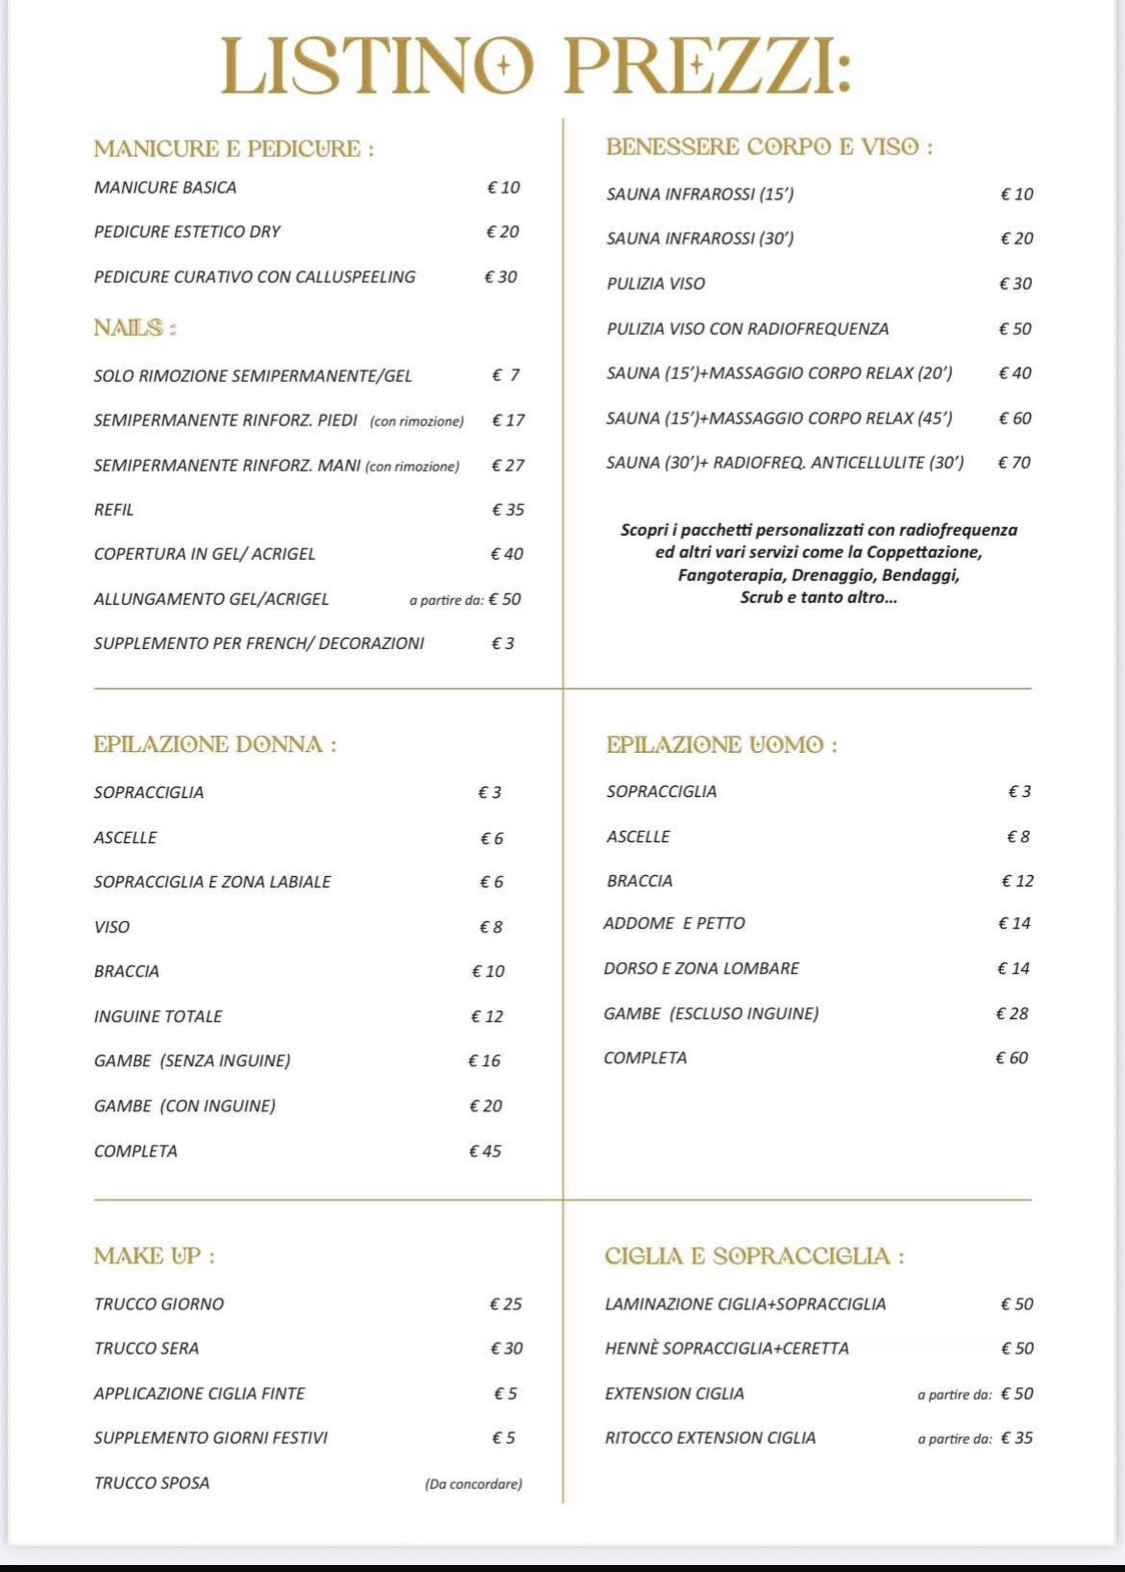 LISTINO PREZZI:
MANICURE E PEDICURE :
MANICURE BASICA € 10
PEDICURE ESTETICO DRY € 20
PEDICURE CURATIVO CON CALLUSPEELING € 30
NAILS :
SOLO RIMOZIONE SEMIPERMANENTE/GEL € 7
SEMIPERMANENTE RINFORZ. PIEDI (con rimozione) € 17
SEMIPERMANENTE RINFORZ. MANI (con rimozione) € 27
REFIL € 35
COPERTURA IN GEL/ ACRIGEL € 40
ALLUNGAMENTO GEL/ACRIGEL a partire da: € 50
SUPPLEMENTO PER FRENCH/ DECORAZIONI € 3
BENESSERE CORPO E VISO :
SAUNA INFRAROSSI (15’) € 10
SAUNA INFRAROSSI (30’) € 20
PULIZIA VISO € 30
PULIZIA VISO CON RADIOFREQUENZA € 50
SAUNA (15’)+MASSAGGIO CORPO RELAX (20’) € 40
SAUNA (15’)+MASSAGGIO CORPO RELAX (45’) € 60
SAUNA (30’)+ RADIOFREQ. ANTICELLULITE (30’) € 70
Scopri i pacchetti personalizzati con radiofrequenza
ed altri vari servizi come la Coppettazione,
Fangoterapia, Drenaggio, Bendaggi,
Scrub e tanto altro...
EPILAZIONE DONNA :
SOPRACCIGLIA € 3
ASCELLE € 6
SOPRACCIGLIA E ZONA LABIALE € 6
VISO € 8
BRACCIA € 10
INGUINE TOTALE € 12
GAMBE (SENZA INGUINE) € 16
GAMBE (CON INGUINE) € 20
COMPLETA € 45
EPILAZIONE UOMO :
SOPRACCIGLIA € 3
ASCELLE € 8
BRACCIA € 12
ADDOME E PETTO € 14
DORSO E ZONA LOMBARE € 14
GAMBE (ESCLUSO INGUINE) € 28
COMPLETA € 60
MAKE UP :
TRUCCO GIORNO € 25
TRUCCO SERA € 30
APPLICAZIONE CIGLIA FINTE € 5
SUPPLEMENTO GIORNI FESTIVI € 5
TRUCCO SPOSA (Da concordare)
CIGLIA E SOPRACCIGLIA :
LAMINAZIONE CIGLIA+SOPRACCIGLIA € 50
HENNÈ SOPRACCIGLIA+CERETTA € 50
EXTENSION CIGLIA a partire da: € 50
RITOCCO EXTENSION CIGLIA a partire da: € 35